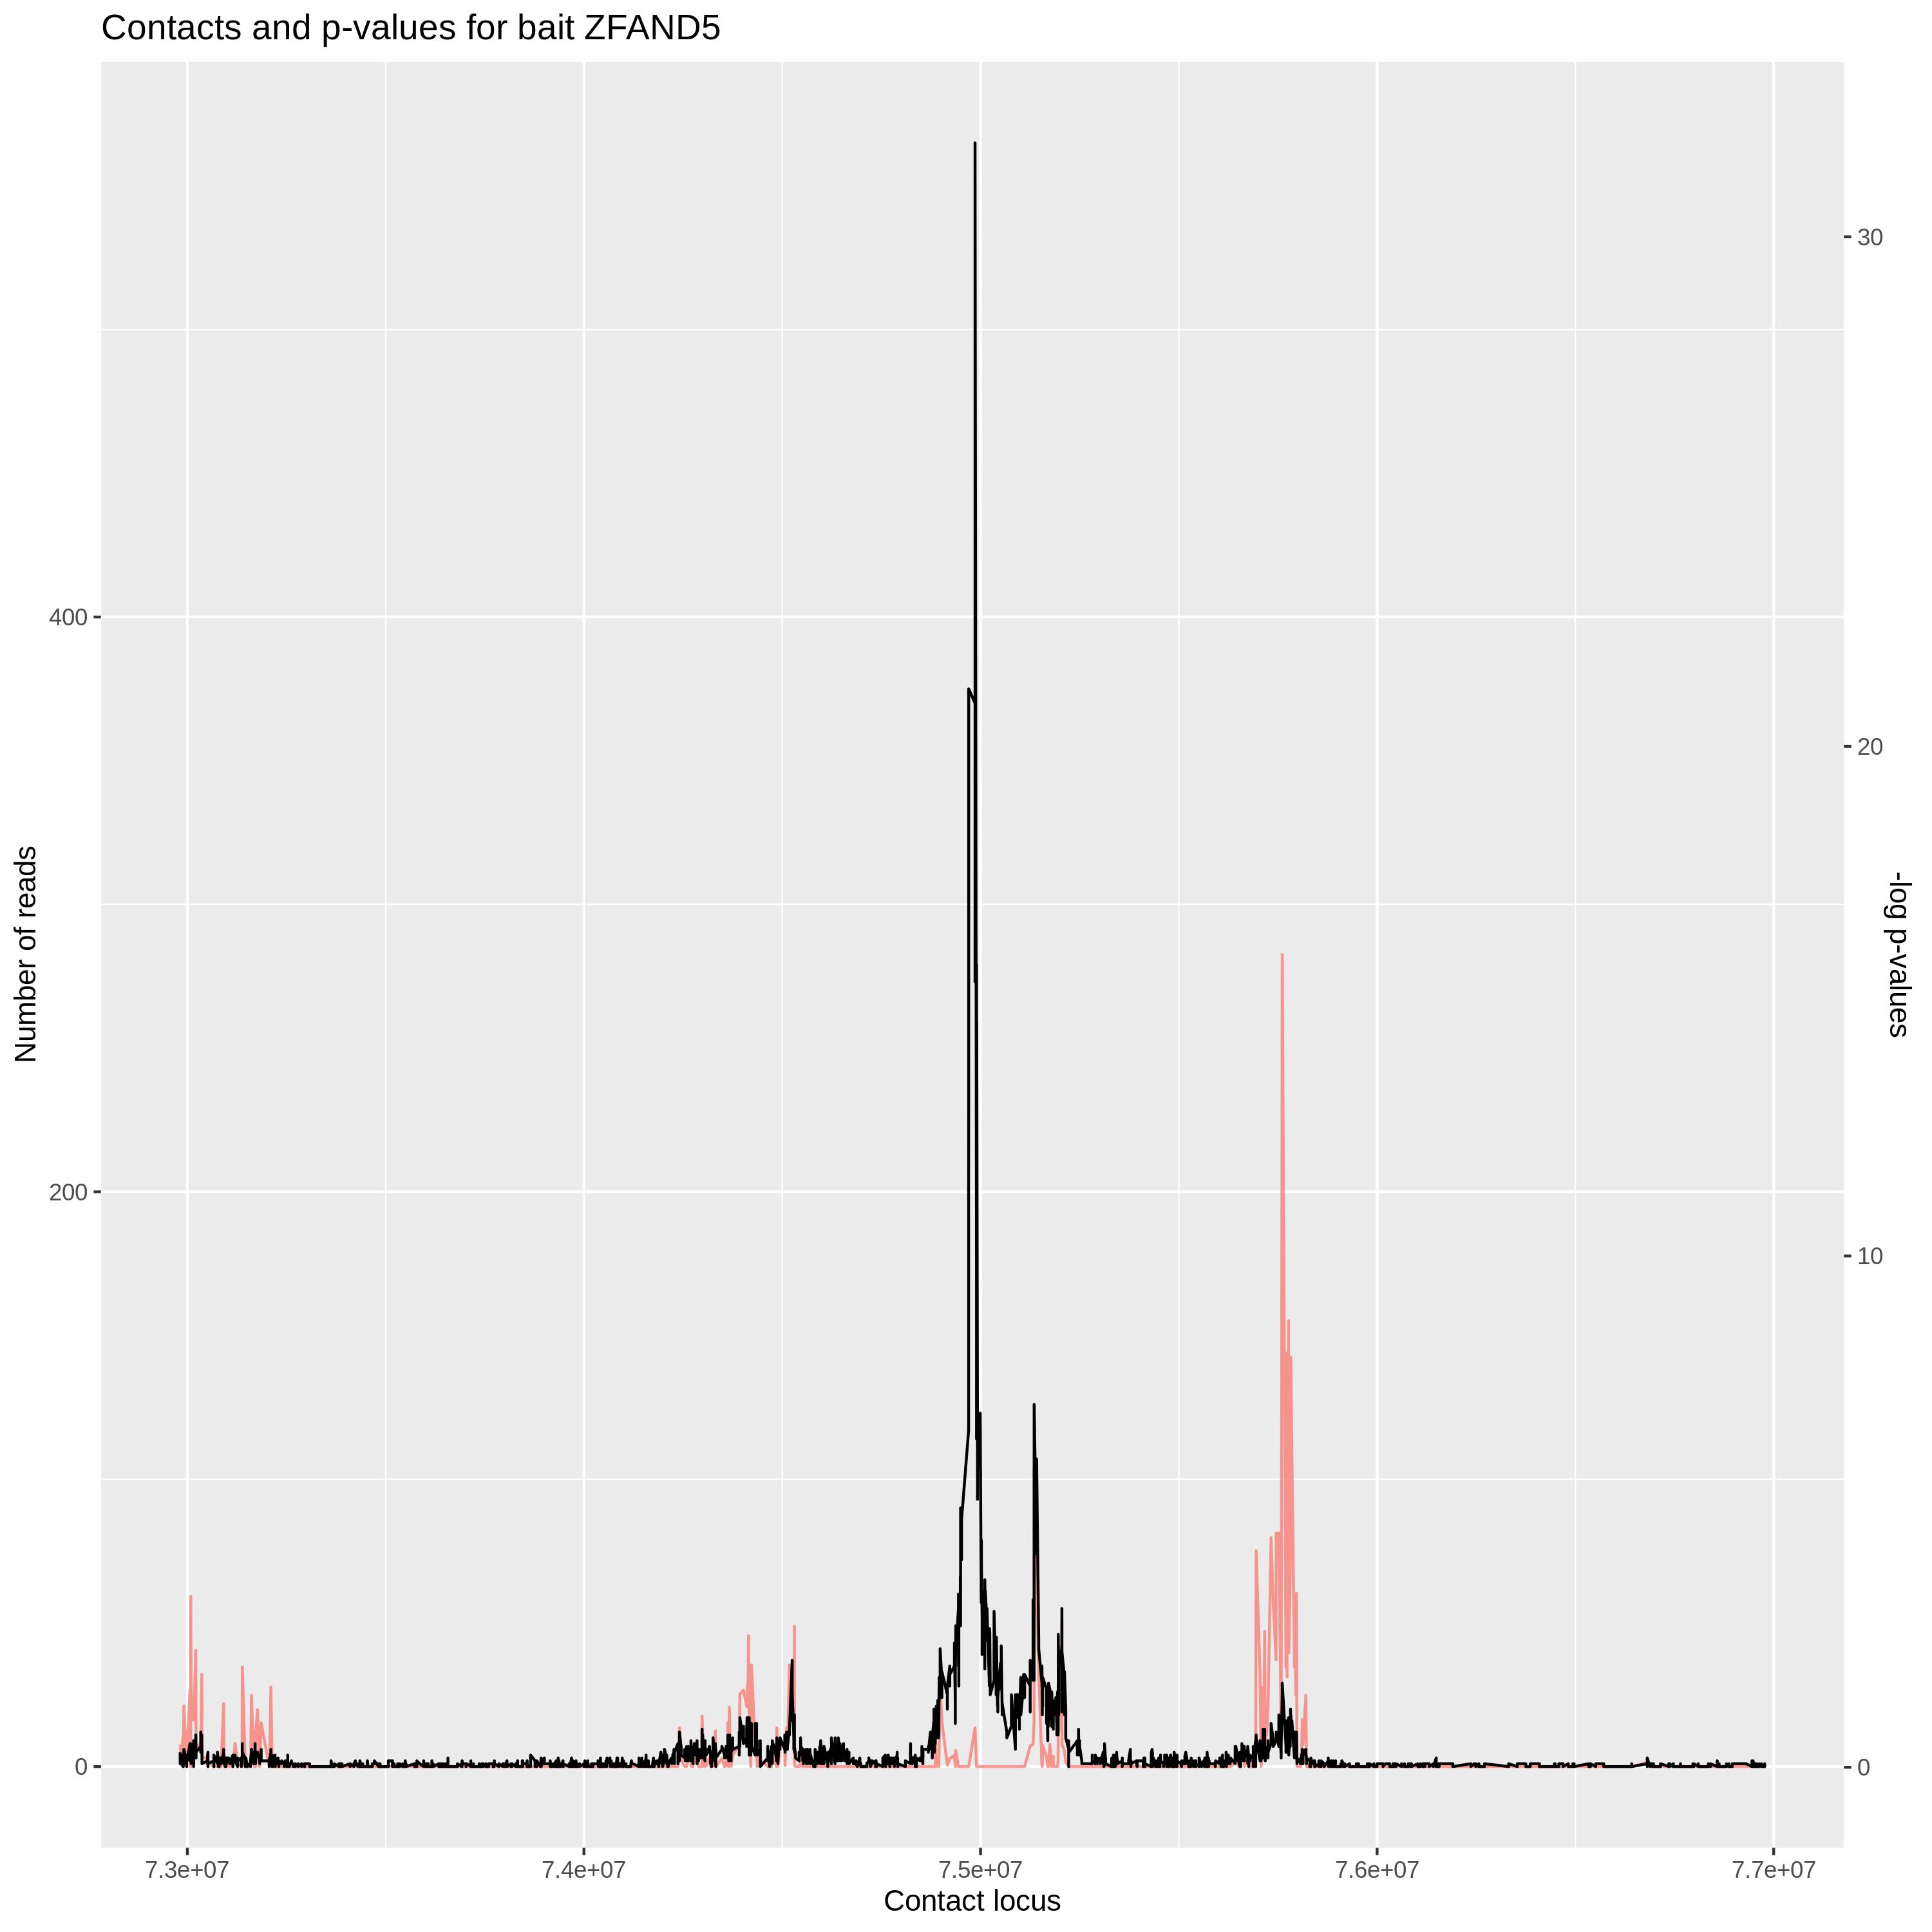 Contacts and p-values for bait ZFAND5
Number of reads
400
200
0
30
20
10
0
-log p-values
7.3e+07
7.4e+07
7.5e+07
7.6e+07
7.7e+07
Contact locus